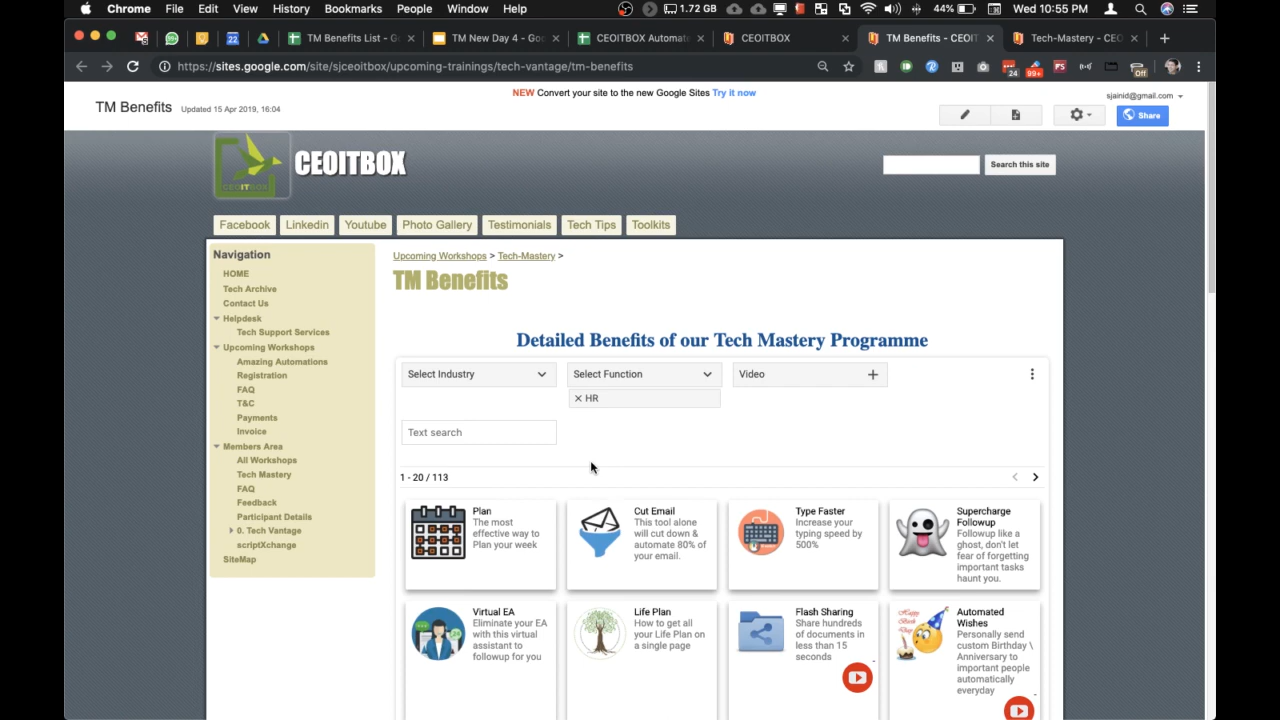 Chrome File Edit View History Bookmarks People Window Help 1.72 GB 44% Wed 10:55 PM
TM Benefits List - G
TM New Day 4 - Goo
CEOITBOX Automate
CEOITBOX
TM Benefits - CEOIT
Tech-Mastery - CEO
https://sites.google.com/site/sjceoitbox/upcoming-trainings/tech-vantage/tm-benefits
24
99+
Off
NEW Convert your site to the new Google Sites Try it now
sjainid@gmail.com
TM Benefits Updated 15 Apr 2019, 16:04
Share
CEOITBOX
CEOITBOX
Search this site
Facebook Linkedin Youtube Photo Gallery Testimonials Tech Tips Toolkits
Navigation
HOME
Tech Archive
Contact Us
Helpdesk
Tech Support Services
Upcoming Workshops
Amazing Automations
Registration
FAQ
T&C
Payments
Invoice
Members Area
All Workshops
Tech Mastery
FAQ
Feedback
Participant Details
0. Tech Vantage
scriptXchange
SiteMap
Upcoming Workshops > Tech-Mastery >
TM Benefits
Detailed Benefits of our Tech Mastery Programme
Select Industry
Select Function
Video
HR
Text search
1 - 20 / 113
Plan
The most
effective way to
Plan your week
Cut Email
This tool alone
will cut down &
automate 80% of
your email.
Type Faster
Increase your
typing speed by
500%
Supercharge
Followup
Followup like a
ghost, don't let
fear of forgetting
important tasks
haunt you.
Virtual EA
Eliminate your EA
with this virtual
assistant to
followup for you
Life Plan
How to get all
your Life Plan on
a single page
Flash Sharing
Share hundreds
of documents in
less than 15
seconds
Automated
Wishes
Personally send
custom Birthday \
Anniversary to
important people
automatically
everyday